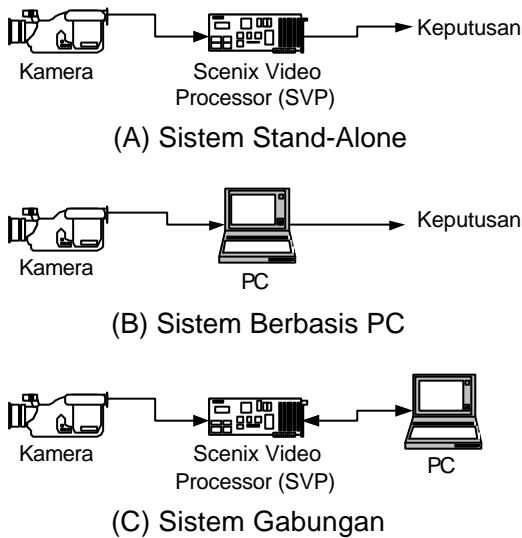 Keputusan
Kamera
Scenix Video
Processor (SVP)
(A) Sistem Stand-Alone
Keputusan
Kamera
PC
(B) Sistem Berbasis PC
Kamera
Scenix Video
Processor (SVP)
PC
(C) Sistem Gabungan